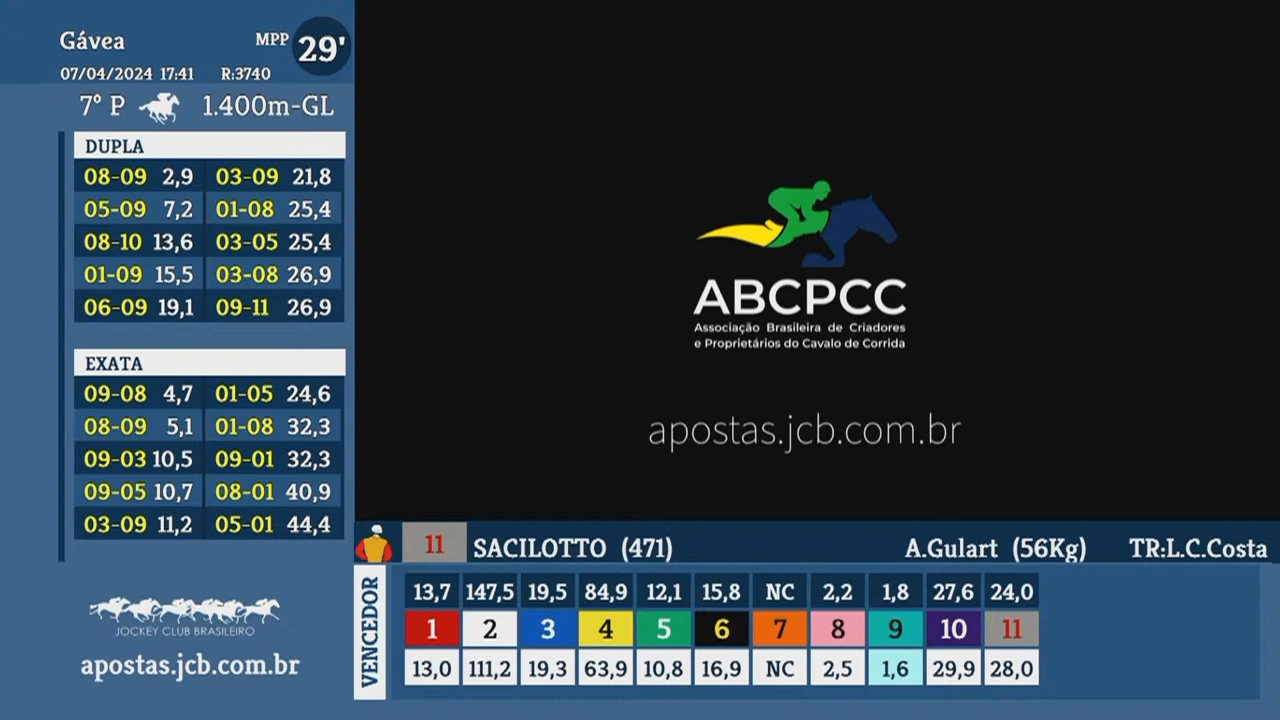 Gávea MPP 29'
07/04/2024 17:41 R:3740
7° P 1.400m-GL
DUPLA
08-09 2,9 03-09 21,8
05-09 7,2 01-08 25,4
08-10 13,6 03-05 25,4
01-09 15,5 03-08 26,9
06-09 19,1 09-11 26,9
EXATA
09-08 4,7 01-05 24,6
08-09 5,1 01-08 32,3
09-03 10,5 09-01 32,3
09-05 10,7 08-01 40,9
03-09 11,2 05-01 44,4
JOCKEY CLUB BRASILEIRO
apostas.jcb.com.br
ABCPCC
Associação Brasileira de Criadores
e Proprietários do Cavalo de Corrida
apostas.jcb.com.br
11 SACILOTTO (471) A.Gulart (56Kg) TR:L.C.Costa
VENCEDOR
13,7 147,5 19,5 84,9 12,1 15,8 NC 2,2 1,8 27,6 24,0
1 2 3 4 5 6 7 8 9 10 11
13,0 111,2 19,3 63,9 10,8 16,9 NC 2,5 1,6 29,9 28,0